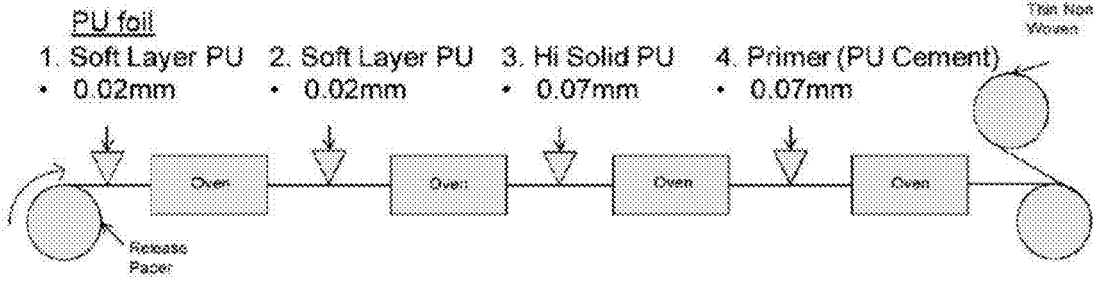 PU foil
1. Soft Layer PU
• 0.02mm
2. Soft Layer PU
• 0.02mm
3. Hi Solid PU
• 0.07mm
4. Primer (PU Cement)
• 0.07mm
Thin Non
Woven
Oven
Oven
Oven
Oven
Release
Paper